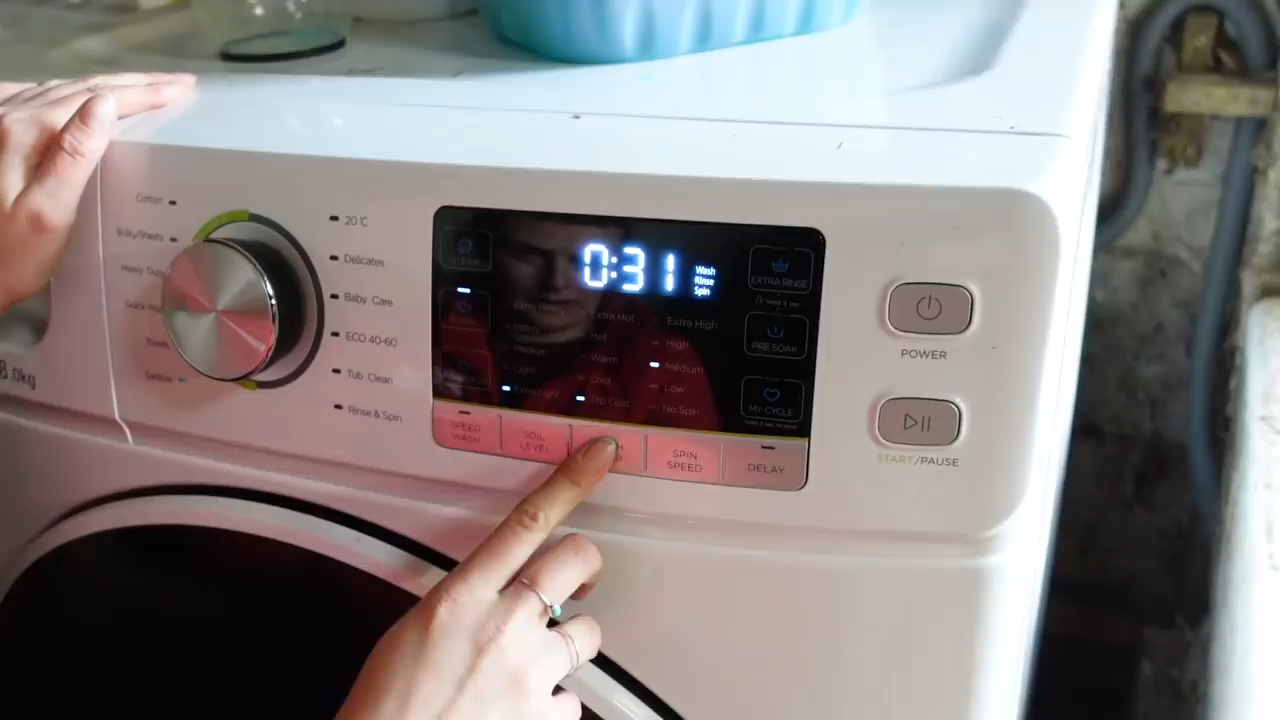 Cotton
Bulky/Sheets
Heavy Duty
Sanitise
8.0kg
20°C
Delicates
Baby Care
ECO 40-60
Tub Clean
Rinse & Spin
STEAM
0:31
Wash
Rinse
Spin
Extra Heavy
Heavy
Medium
Light
Extra Light
Extra Hot
Hot
Warm
Cold
Tap Cold
Extra High
High
Medium
Low
No Spin
EXTRA RINSE
PRE SOAK
MY CYCLE
SPEED
WASH
SOIL
LEVEL
SPIN
SPEED
DELAY
POWER
START/PAUSE